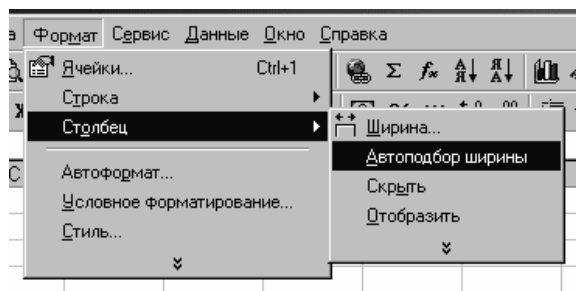 а Формат Сервис Данные Окно Справка
Ячейки... Ctrl+1
Строка
Столбец
Автоформат...
Условное форматирование...
Стиль...
Ширина...
Автоподбор ширины
Скрыть
Отобразить
Σ fx А Я Я А
С